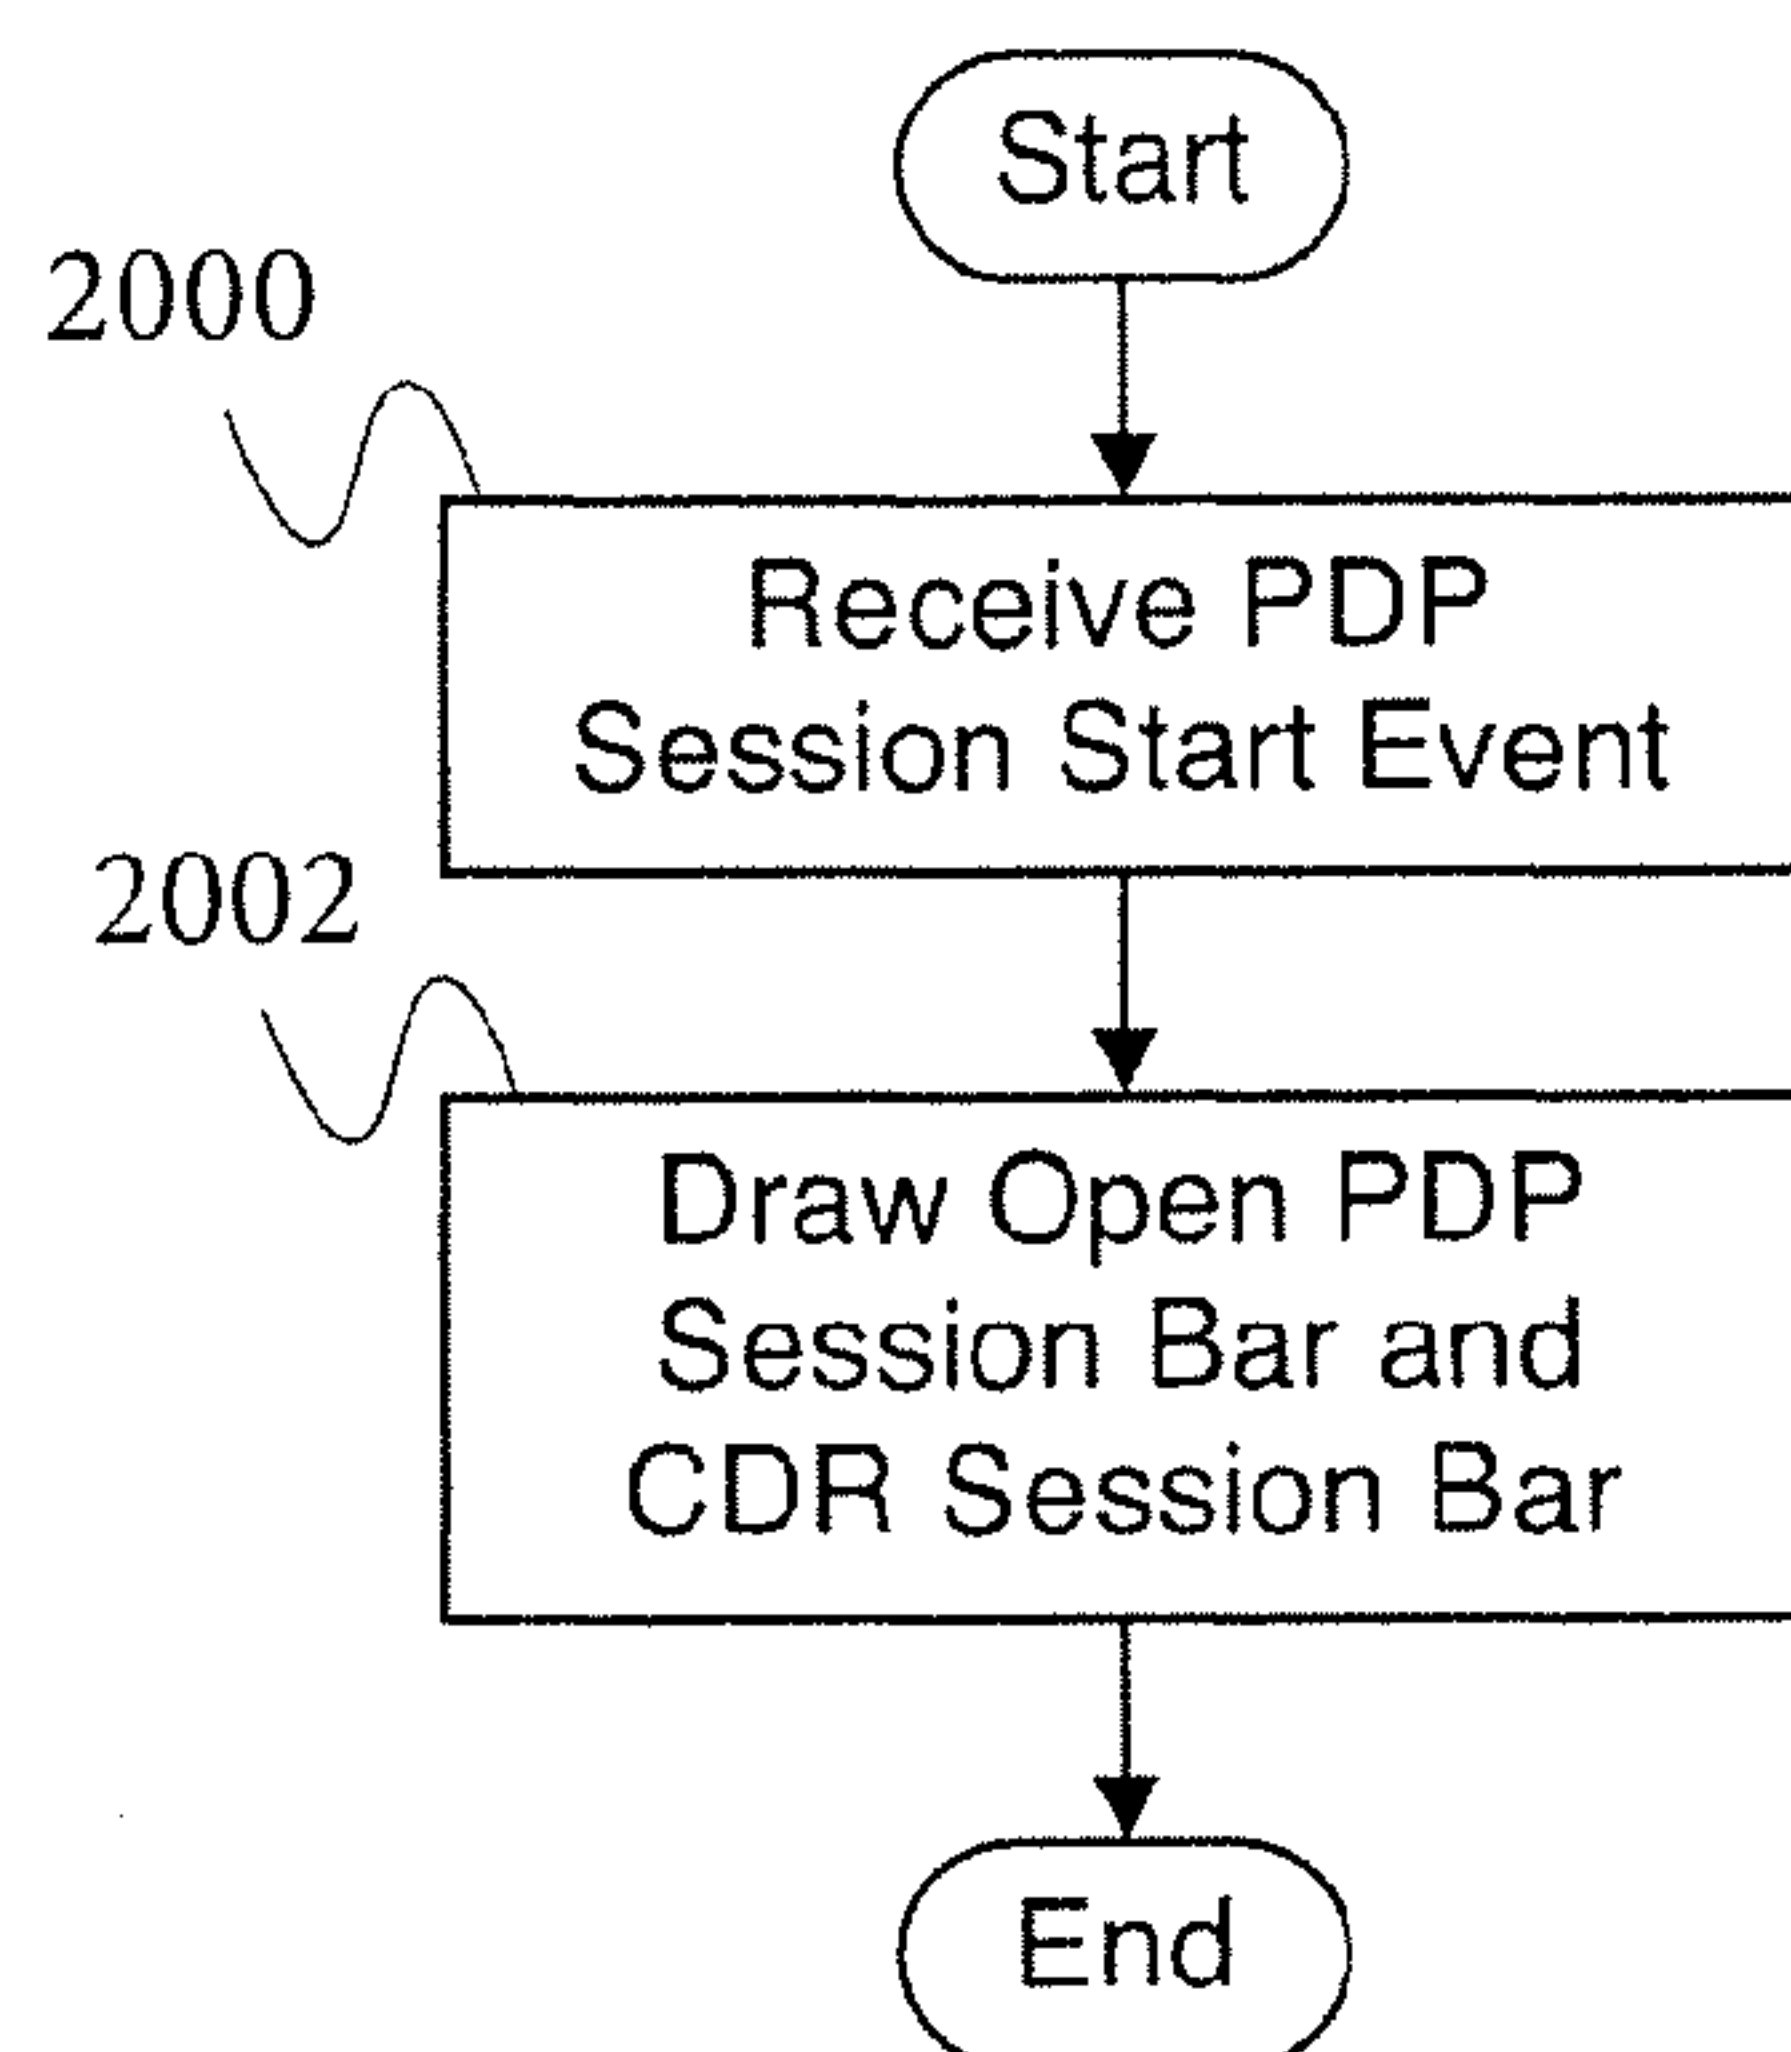 Start
2000
Receive PDP
Session Start Event
2002
Draw Open PDP
Session Bar and
CDR Session Bar
End